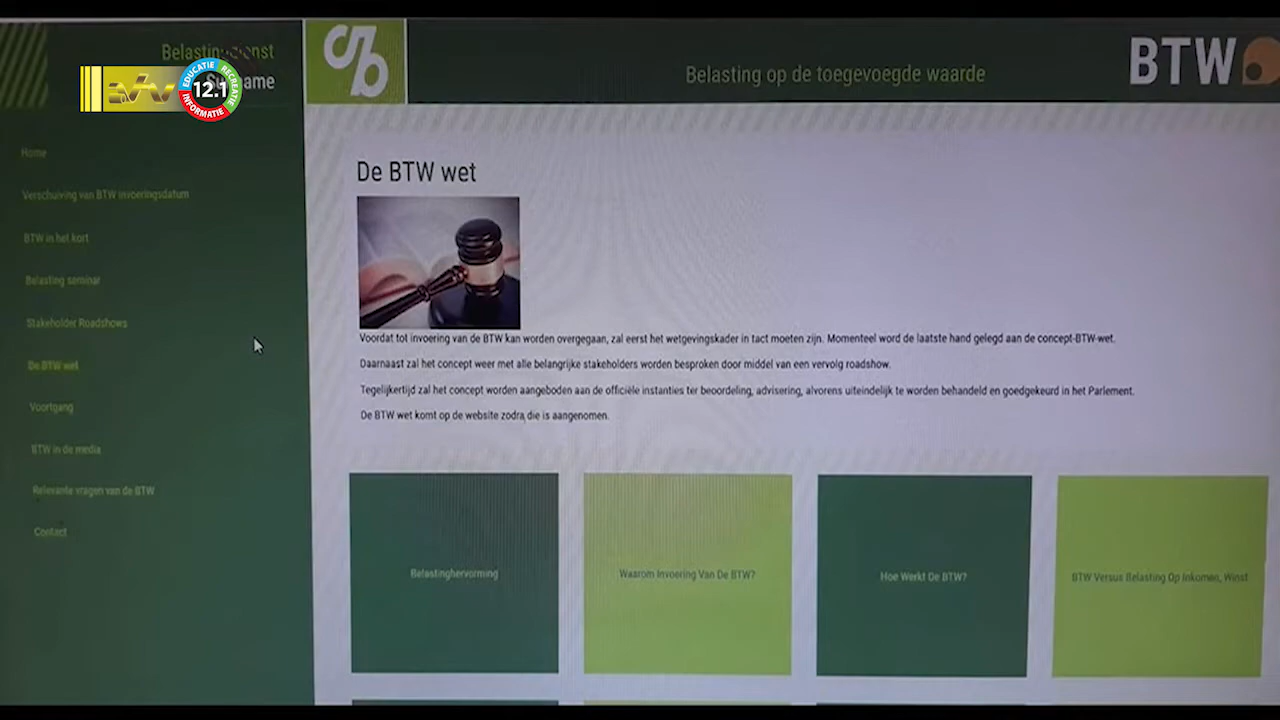 Belastingdienst
Suriname
EDUCATIE
RECREATIE
INFORMATIE
12.1
Belasting op de toegevoegde waarde
BTW
Home
Verschuiving van BTW invoeringsdatum
BTW in het kort
Belasting seminar
Stakeholder Roadshows
De BTW wet
Voortgang
BTW in de media
Relevante vragen van de BTW
Contact
De BTW wet
Voordat tot invoering van de BTW kan worden overgegaan, zal eerst het wetgevingskader in tact moeten zijn. Momenteel word de laatste hand gelegd aan de concept-BTW-wet.
Daarnaast zal het concept weer met alle belangrijke stakeholders worden besproken door middel van een vervolg roadshow.
Tegelijkertijd zal het concept worden aangeboden aan de officiële instanties ter beoordeling, advisering, alvorens uiteindelijk te worden behandeld en goedgekeurd in het Parlement.
De BTW wet komt op de website zodra die is aangenomen.
Belastinghervorming
Waarom Invoering Van De BTW?
Hoe Werkt De BTW?
BTW Versus Belasting Op Inkomen, Winst